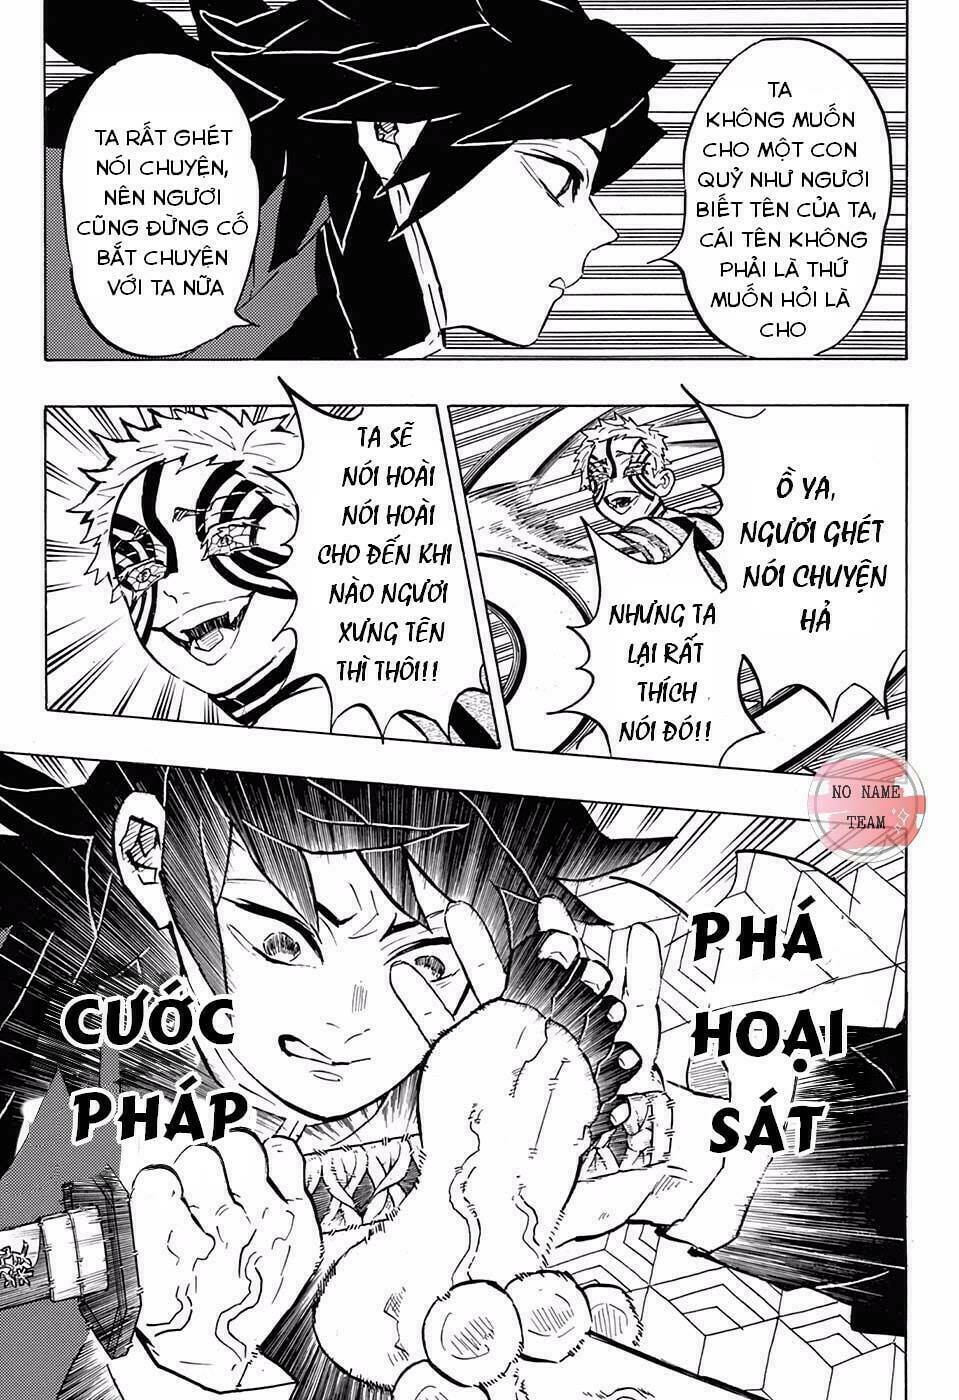 TA
KHÔNG MUỐN
CHO MỘT CON
QUỶ NHƯ NGƯƠI
BIẾT TÊN CỦA TA,
CÁI TÊN KHÔNG
PHẢI LÀ THỨ
MUỐN HỎI LÀ
CHO
TA RẤT GHÉT
NÓI CHUYỆN,
NÊN NGƯƠI
CŨNG ĐỪNG CỐ
BẮT CHUYỆN
VỚI TA NỮA
Ồ YA,
NGƯƠI GHÉT
NÓI CHUYỆN
HẢ
NHƯNG TA
LẠI RẤT
THÍCH
NÓI ĐÓ!!
TA SẼ
NÓI HOÀI
NÓI HOÀI
CHO ĐẾN KHI
NÀO NGƯƠI
XƯNG TÊN
THÌ THÔI!!
NO NAME
TEAM
PHÁ
HOẠI
SÁT
CƯỚC
PHÁP